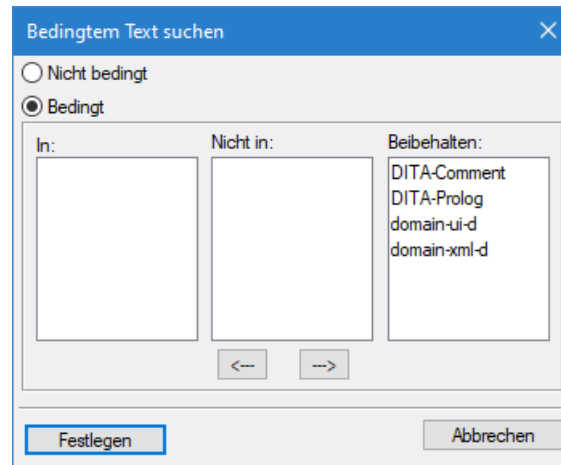 Bedingtem Text suchen
Nicht bedingt
Bedingt
In:
Nicht in:
Beibehalten:
DITA-Comment
DITA-Prolog
domain-ui-d
domain-xml-d
<---
--->
Festlegen
Abbrechen